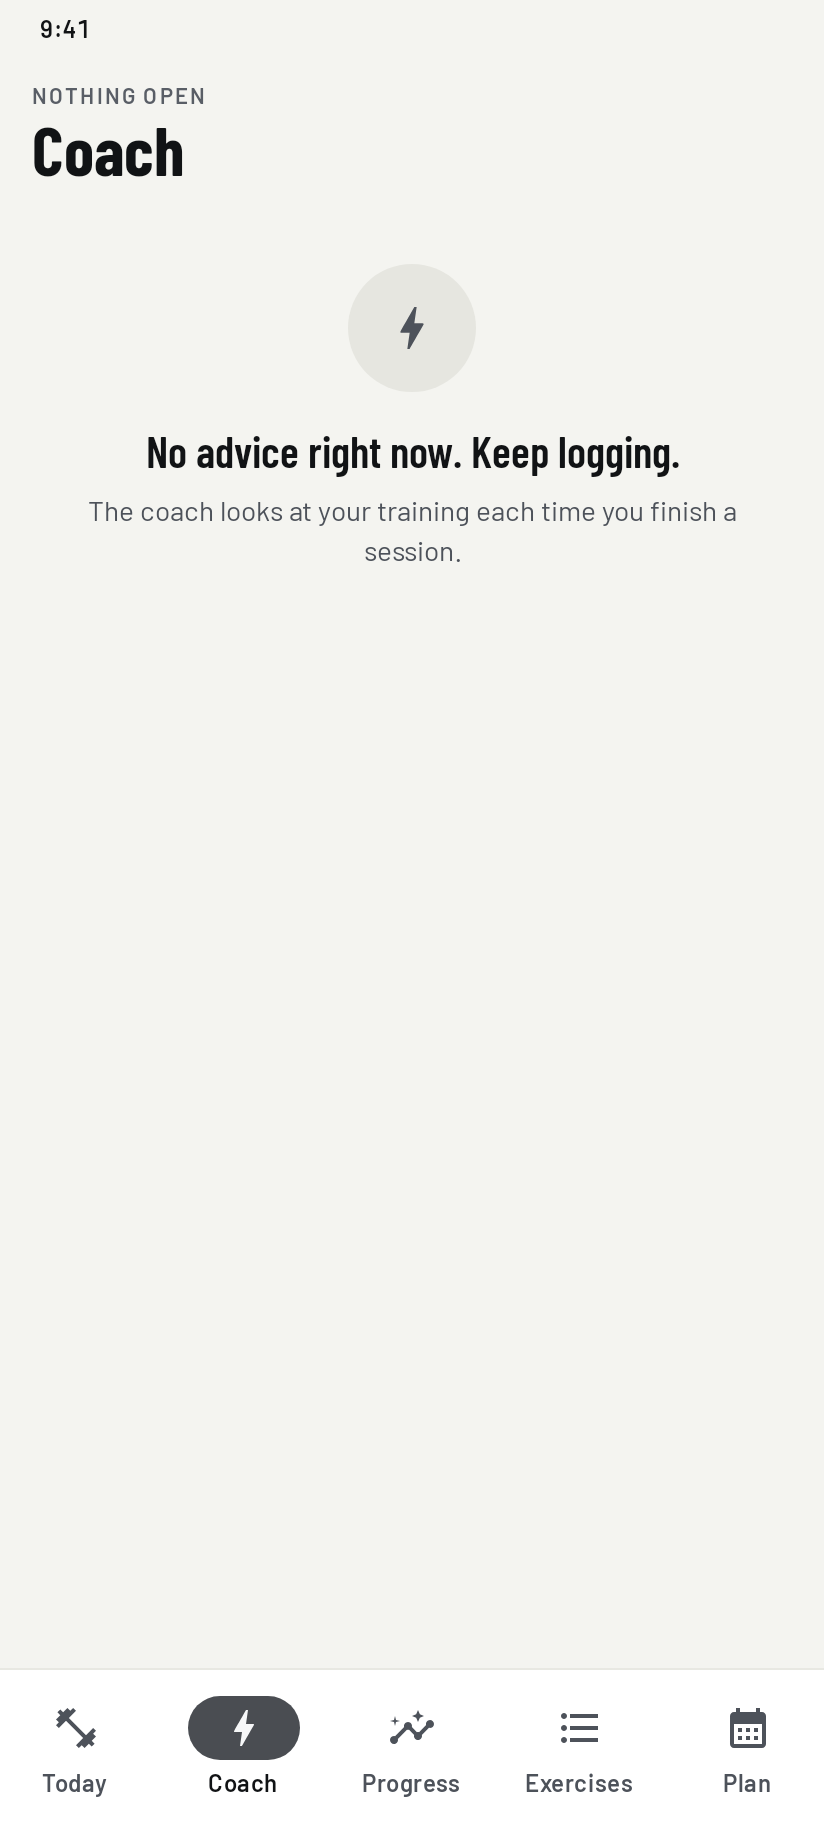 9:41
NOTHING OPEN
Coach
No advice right now. Keep logging.
The coach looks at your training each time you finish a
session.
Today
Coach
Progress
Exercises
Plan